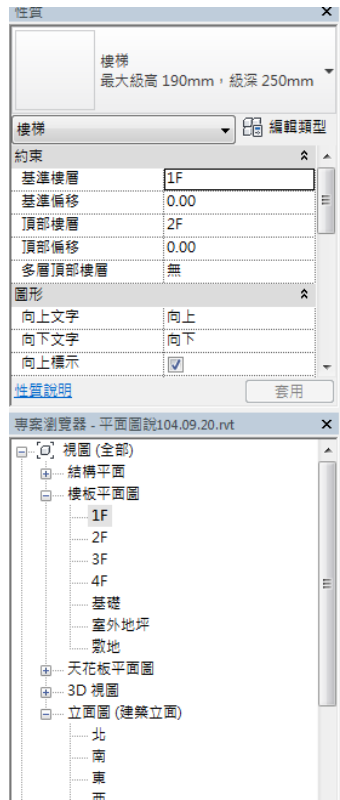 性質
樓梯
最大級高 190mm，級深 250mm
樓梯 編輯類型
約束
基準樓層 1F
基準偏移 0.00
頂部樓層 2F
頂部偏移 0.00
多層頂部樓層 無
圖形
向上文字 向上
向下文字 向下
向上標示
性質說明 套用
專案瀏覽器 - 平面圖說104.09.20.rvt
視圖 (全部)
結構平面
樓板平面圖
1F
2F
3F
4F
基礎
室外地坪
敷地
天花板平面圖
3D 視圖
立面圖 (建築立面)
北
南
東
西